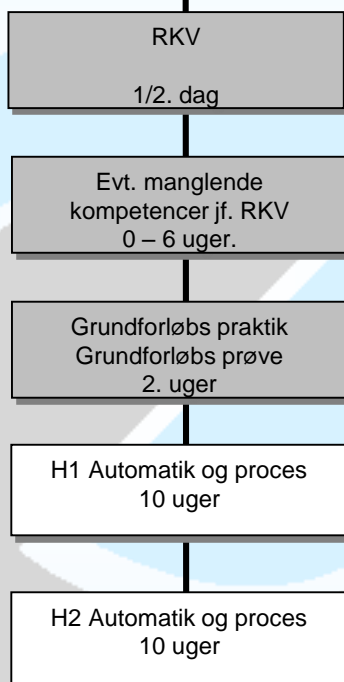 RKV
1/2. dag
Evt. manglende
kompetencer jf. RKV
0 – 6 uger.
Grundforløbs praktik
Grundforløbs prøve
2. uger
H1 Automatik og proces
10 uger
H2 Automatik og proces
10 uger